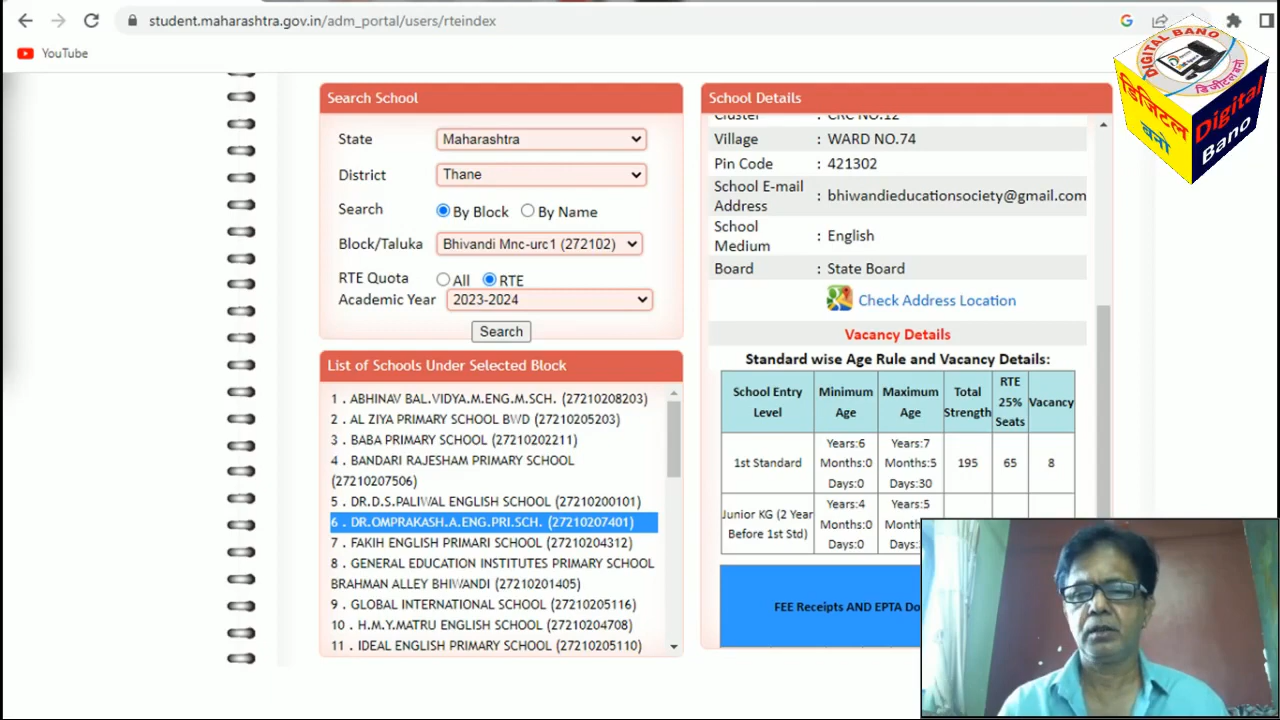 student.maharashtra.gov.in/adm_portal/users/rteindex
YouTube
DIGITAL BANO
डिजिटल बनो
Digital Bano
Search School
State
Maharashtra
District
Thane
Search
By Block
By Name
Block/Taluka
Bhivandi Mnc-urc1 (272102)
RTE Quota
All
RTE
Academic Year
2023-2024
Search
List of Schools Under Selected Block
1 . ABHINAV BAL.VIDYA.M.ENG.M.SCH. (27210208203)
2 . AL ZIYA PRIMARY SCHOOL BWD (27210205203)
3 . BABA PRIMARY SCHOOL (27210202211)
4 . BANDARI RAJESHAM PRIMARY SCHOOL
(27210207506)
5 . DR.D.S.PALIWAL ENGLISH SCHOOL (27210200101)
6 . DR.OMPRAKASH.A.ENG.PRI.SCH. (27210207401)
7 . FAKIH ENGLISH PRIMARI SCHOOL (27210204312)
8 . GENERAL EDUCATION INSTITUTES PRIMARY SCHOOL
BRAHMAN ALLEY BHIWANDI (27210201405)
9 . GLOBAL INTERNATIONAL SCHOOL (27210205116)
10 . H.M.Y.MATRU ENGLISH SCHOOL (27210204708)
11 . IDEAL ENGLISH PRIMARY SCHOOL (27210205110)
School Details
Cluster : CRC NO.12
Village : WARD NO.74
Pin Code : 421302
School E-mail
Address : bhiwandieducationsociety@gmail.com
School
Medium : English
Board : State Board
Check Address Location
Vacancy Details
Standard wise Age Rule and Vacancy Details:
School Entry Level
Minimum Age
Maximum Age
Total Strength
RTE 25% Seats
Vacancy
1st Standard
Years:6 Months:0 Days:0
Years:7 Months:5 Days:30
195
65
8
Junior KG (2 Year Before 1st Std)
Years:4 Months:0 Days:0
Years:5
Months:5
Days:
FEE Receipts AND EPTA Do